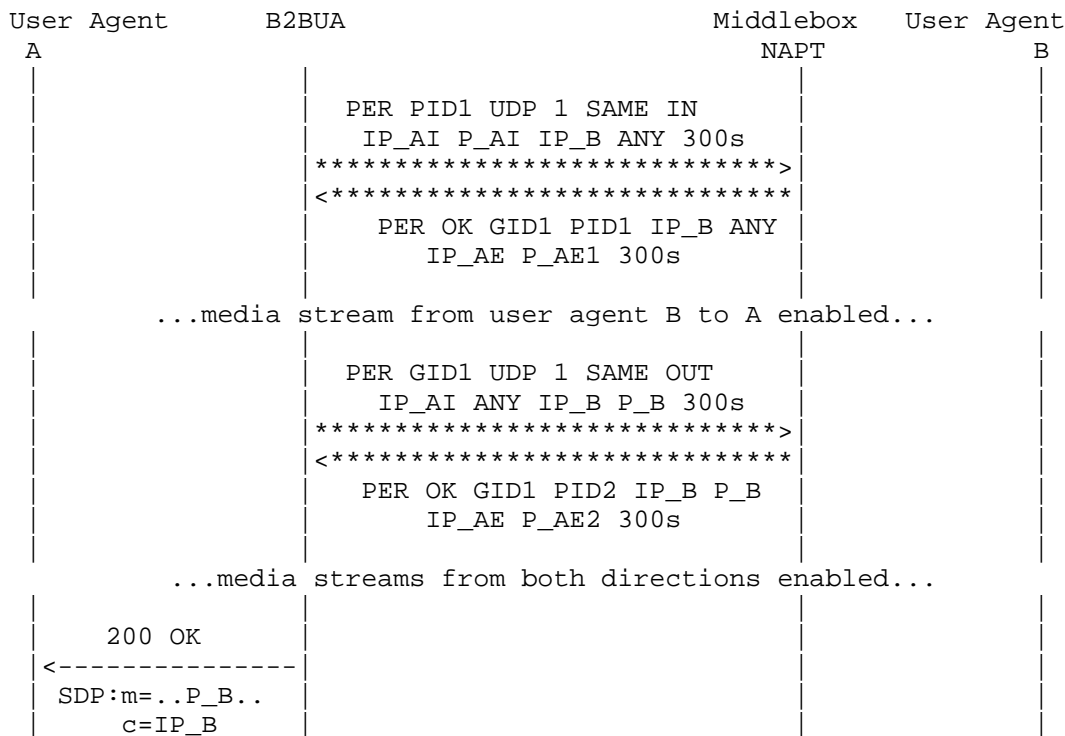 User Agent B2BUA Middlebox User Agent
A NAPT B
PER PID1 UDP 1 SAME IN
IP_AI P_AI IP_B ANY 300s
*****************************>
<*****************************
PER OK GID1 PID1 IP_B ANY
IP_AE P_AE1 300s
...media stream from user agent B to A enabled...
PER GID1 UDP 1 SAME OUT
IP_AI ANY IP_B P_B 300s
*****************************>
<*****************************
PER OK GID1 PID2 IP_B P_B
IP_AE P_AE2 300s
...media streams from both directions enabled...
200 OK
<---------------
SDP:m=..P_B..
c=IP_B